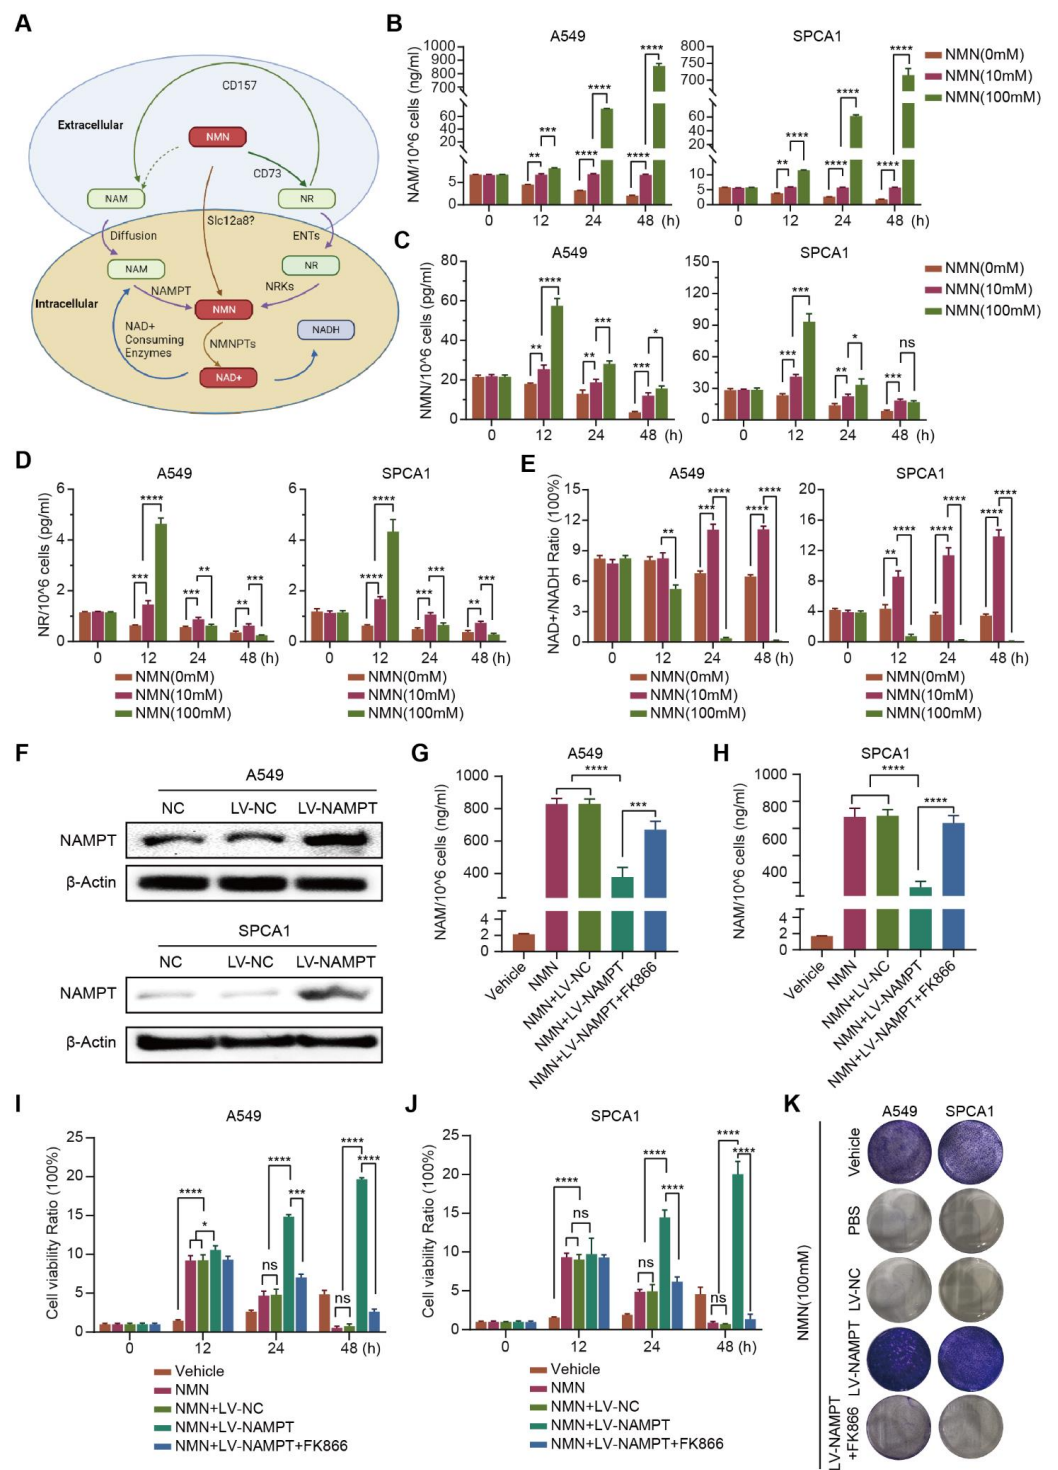 A
CD157
Extracellular
NMN
CD73
NAM
NR
Slc12a8?
Diffusion
ENTs
NAM
NR
NAMPT
NRKs
Intracellular
NMN
NAD+
Consuming
Enzymes
NMNPTs
NADH
NAD+
B
A549
NAM/10^6 cells (ng/ml)
1000
900
800
700
60
40
20
5
0
** *** **** **** **** ****
0 12 24 48 (h)
SPCA1
800
700
80
60
40
20
10
5
0
** **** **** **** **** ****
0 12 24 48 (h)
NMN(0mM)
NMN(10mM)
NMN(100mM)
C
A549
NMN/10^6 cells (pg/ml)
80
60
40
20
0
** **** ** *** *** *
0 12 24 48 (h)
SPCA1
150
120
90
60
30
0
*** *** ** * *** ns
0 12 24 48 (h)
NMN(0mM)
NMN(10mM)
NMN(100mM)
D
A549
NR/10^6 cells (pg/ml)
6
4
2
0
*** **** *** ** ** ***
0 12 24 48 (h)
NMN(0mM)
NMN(10mM)
NMN(100mM)
SPCA1
6
4
2
0
**** **** *** *** ** ***
0 12 24 48 (h)
NMN(0mM)
NMN(10mM)
NMN(100mM)
E
A549
NAD+/NADH Ratio (100%)
15
12
9
6
3
0
** *** **** **** ****
0 12 24 48 (h)
NMN(0mM)
NMN(10mM)
NMN(100mM)
SPCA1
20
16
12
8
4
0
** **** **** **** **** ****
0 12 24 48 (h)
NMN(0mM)
NMN(10mM)
NMN(100mM)
F
A549
NC LV-NC LV-NAMPT
NAMPT
β-Actin
SPCA1
NC LV-NC LV-NAMPT
NAMPT
β-Actin
G
A549
NAM/10^6 cells (ng/ml)
1000
800
600
400
4
2
0
**** ***
Vehicle
NMN
NMN+LV-NC
NMN+LV-NAMPT
NMN+LV-NAMPT+FK866
H
SPCA1
NAM/10^6 cells (ng/ml)
1000
800
600
400
4
2
0
**** ****
Vehicle
NMN
NMN+LV-NC
NMN+LV-NAMPT
NMN+LV-NAMPT+FK866
I
A549
Cell viability Ratio (100%)
25
20
15
10
5
0
**** * ns **** *** ns **** ****
0 12 24 48 (h)
Vehicle
NMN
NMN+LV-NC
NMN+LV-NAMPT
NMN+LV-NAMPT+FK866
J
SPCA1
Cell viability Ratio (100%)
25
20
15
10
5
0
**** ns ns **** **** ns **** ****
0 12 24 48 (h)
Vehicle
NMN
NMN+LV-NC
NMN+LV-NAMPT
NMN+LV-NAMPT+FK866
K
A549 SPCA1
NMN(100mM)
Vehicle
PBS
LV-NC
LV-NAMPT
LV-NAMPT
+FK866